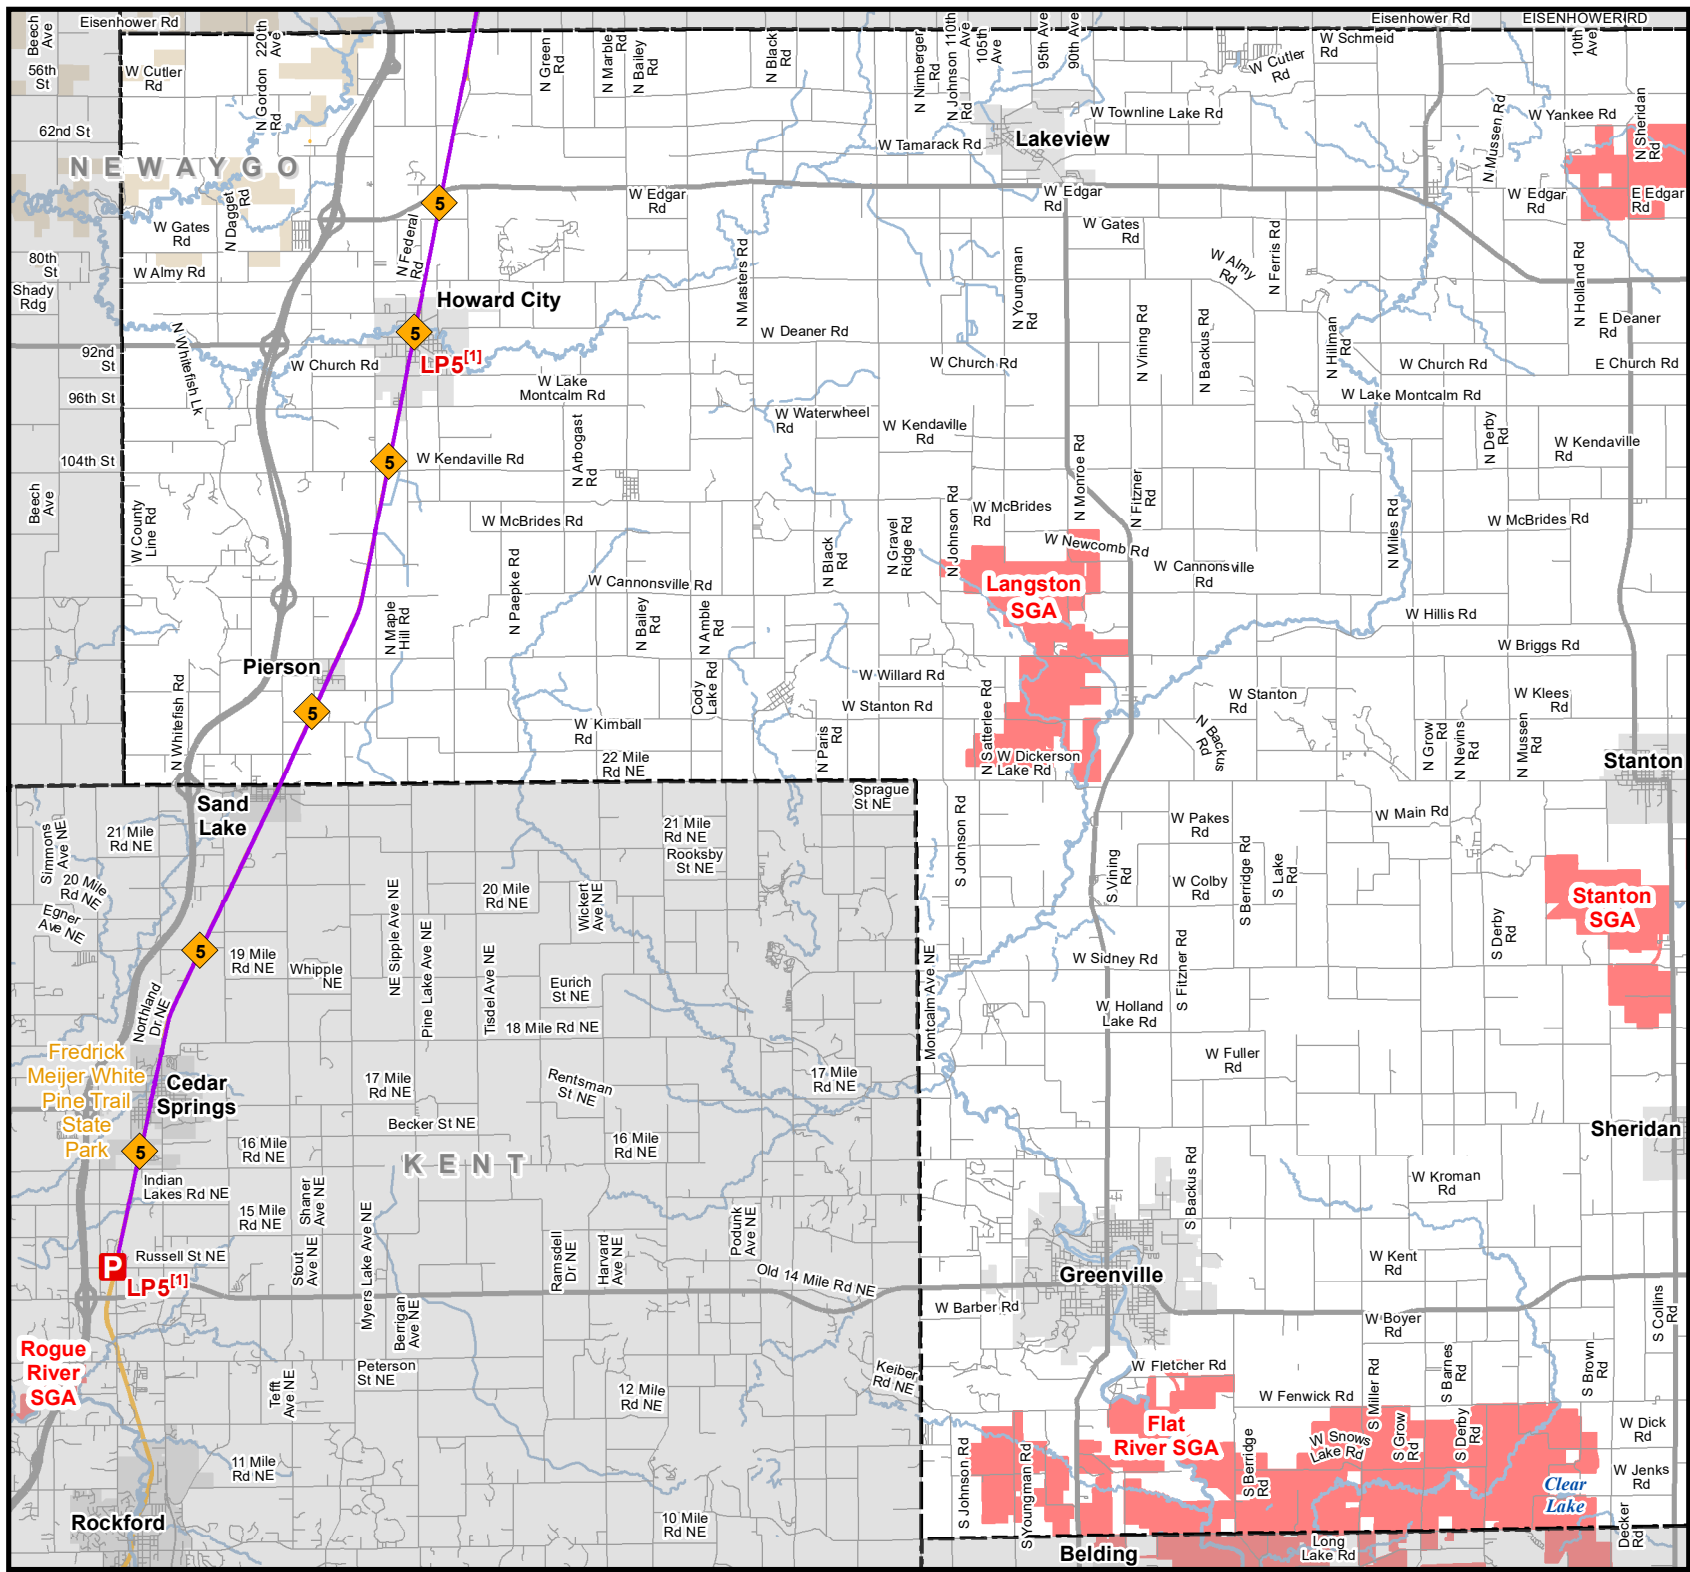 Eisenhower Rd
Eisenhower Rd
EISENHOWER RD
Beech
Ave
56th
St
W Cutler
Rd
N Gordon
Rd
220th
Ave
N Green
Rd
N Marble
Rd
N Bailey
Rd
N Black
Rd
N Nimberger
Rd
N Johnson
Rd
110th
Ave
105th
Ave
95th Ave
90th Ave
W Cutler
Rd
W Schmeid
Rd
10th
Ave
62nd St
NEWAYGO
W Townline Lake Rd
Lakeview
W Tamarack Rd
N Mussen Rd
W Yankee Rd
N Sheridan
Rd
N Dagget
Rd
5
W Edgar
Rd
W Edgar
Rd
W Edgar
Rd
E Edgar
Rd
W Gates
Rd
W Gates
Rd
80th
St
W Almy Rd
N Federal
Rd
Shady
Rdg
Howard City
N Masters Rd
N Youngman
Rd
W Almy
Rd
N Ferris Rd
N Holland Rd
N Whitefish Lk
5
LP5[1]
W Deaner Rd
N Vining Rd
N Backus Rd
N Hillman
Rd
E Deaner
Rd
92nd
St
W Church Rd
W Church Rd
W Church Rd
E Church Rd
W Lake
Montcalm Rd
W Lake Montcalm Rd
96th St
W Waterwheel
Rd
W Kendaville
Rd
N Derby
Rd
W Kendaville
Rd
104th St
5
W Kendaville Rd
N Arbogast
Rd
N Monroe Rd
Beech
Ave
W County
Line Rd
W McBrides Rd
N Johnson Rd
W McBrides
Rd
N Fitzner
Rd
W McBrides Rd
N Black
Rd
N Gravel
Ridge Rd
N Miles Rd
W Newcomb Rd
N Paepke Rd
W Cannonsville Rd
Langston
SGA
W Cannonsville
Rd
N Maple
Hill Rd
N Bailey
Rd
N Amble
Rd
W Hillis Rd
W Briggs Rd
Pierson
5
N Whitefish Rd
Cody
Lake Rd
W Willard Rd
W Stanton Rd
W Stanton
Rd
W Klees
Rd
N Satterlee Rd
W Kimball
Rd
N Paris
Rd
N Backus
Rd
N Grow
Rd
N Nevins
Rd
N Mussen
Rd
22 Mile
Rd NE
W Dickerson
Lake Rd
Stanton
Sand
Lake
Sprague
St NE
Simmons
Ave NE
21 Mile
Rd NE
21 Mile
Rd NE
Rooksby
St NE
S Johnson Rd
W Pakes
Rd
W Main Rd
20 Mile
Rd NE
Egner
Ave NE
20 Mile
Rd NE
Wickert
Ave NE
S Vining
Rd
W Colby
Rd
S Berridge Rd
S Lake
Rd
Stanton
SGA
5
NE Sipple Ave NE
Pine Lake Ave NE
Tisdel Ave NE
19 Mile
Rd NE
Whipple
NE
Eurich
St NE
Montcalm Ave NE
W Sidney Rd
S Fitzner Rd
S Derby
Rd
Northland
Dr NE
18 Mile Rd NE
W Holland
Lake Rd
Fredrick
Meijer White
Pine Trail
State
Park
Cedar
Springs
17 Mile
Rd NE
Rentsman
St NE
17 Mile
Rd NE
W Fuller
Rd
Becker St NE
5
16 Mile
Rd NE
16 Mile
Rd NE
Sheridan
KENT
Indian
Lakes Rd NE
S Backus Rd
W Kroman
Rd
Shaner
Ave NE
15 Mile
Rd NE
Myers Lake Ave NE
Podunk
Ave NE
Russell St NE
Stout
Ave NE
Ramsdell
Dr NE
Harvard
Ave NE
P
LP5[1]
Old 14 Mile Rd NE
W Kent
Rd
Greenville
Berrigan
Ave NE
W Barber Rd
W Boyer
Rd
S Collins
Rd
Rogue
River
SGA
Tefft
Ave NE
Peterson
St NE
Keiber
Rd NE
12 Mile
Rd NE
W Fletcher Rd
W Fenwick Rd
S Miller Rd
S Barnes
Rd
S Brown
Rd
Flat
River SGA
W Snows
Lake Rd
S Grow
Rd
S Derby
Rd
W Dick
Rd
11 Mile
Rd NE
S Johnson Rd
S Youngman Rd
S Berridge
Rd
W Jenks
Rd
Clear
Lake
Rockford
10 Mile
Rd NE
Belding
Long
Lake Rd
Decker
Rd